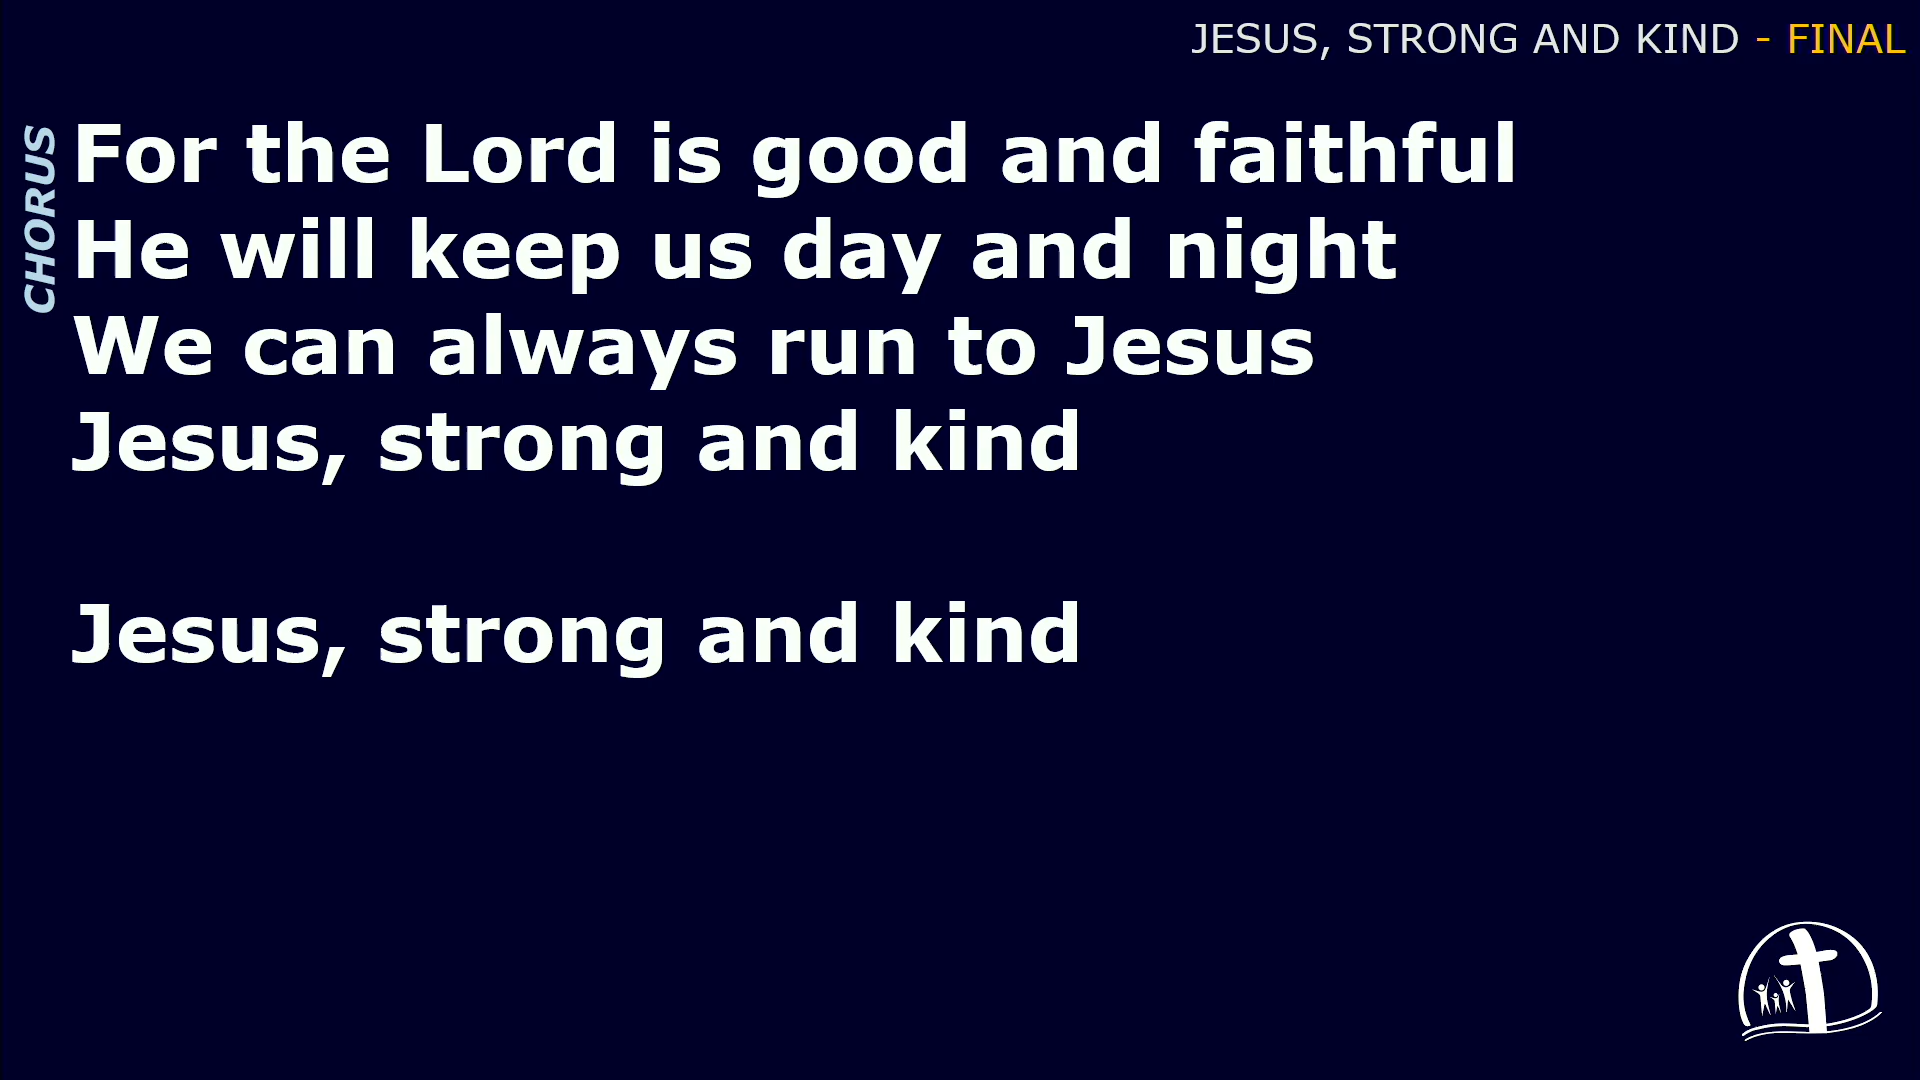 JESUS, STRONG AND KIND - FINAL
CHORUS
For the Lord is good and faithful
He will keep us day and night
We can always run to Jesus
Jesus, strong and kind
Jesus, strong and kind